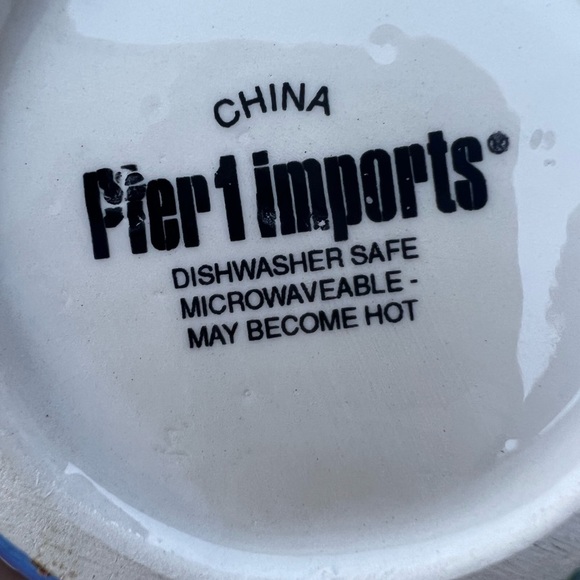 CHINA
Pier 1 imports®
DISHWASHER SAFE
MICROWAVEABLE -
MAY BECOME HOT